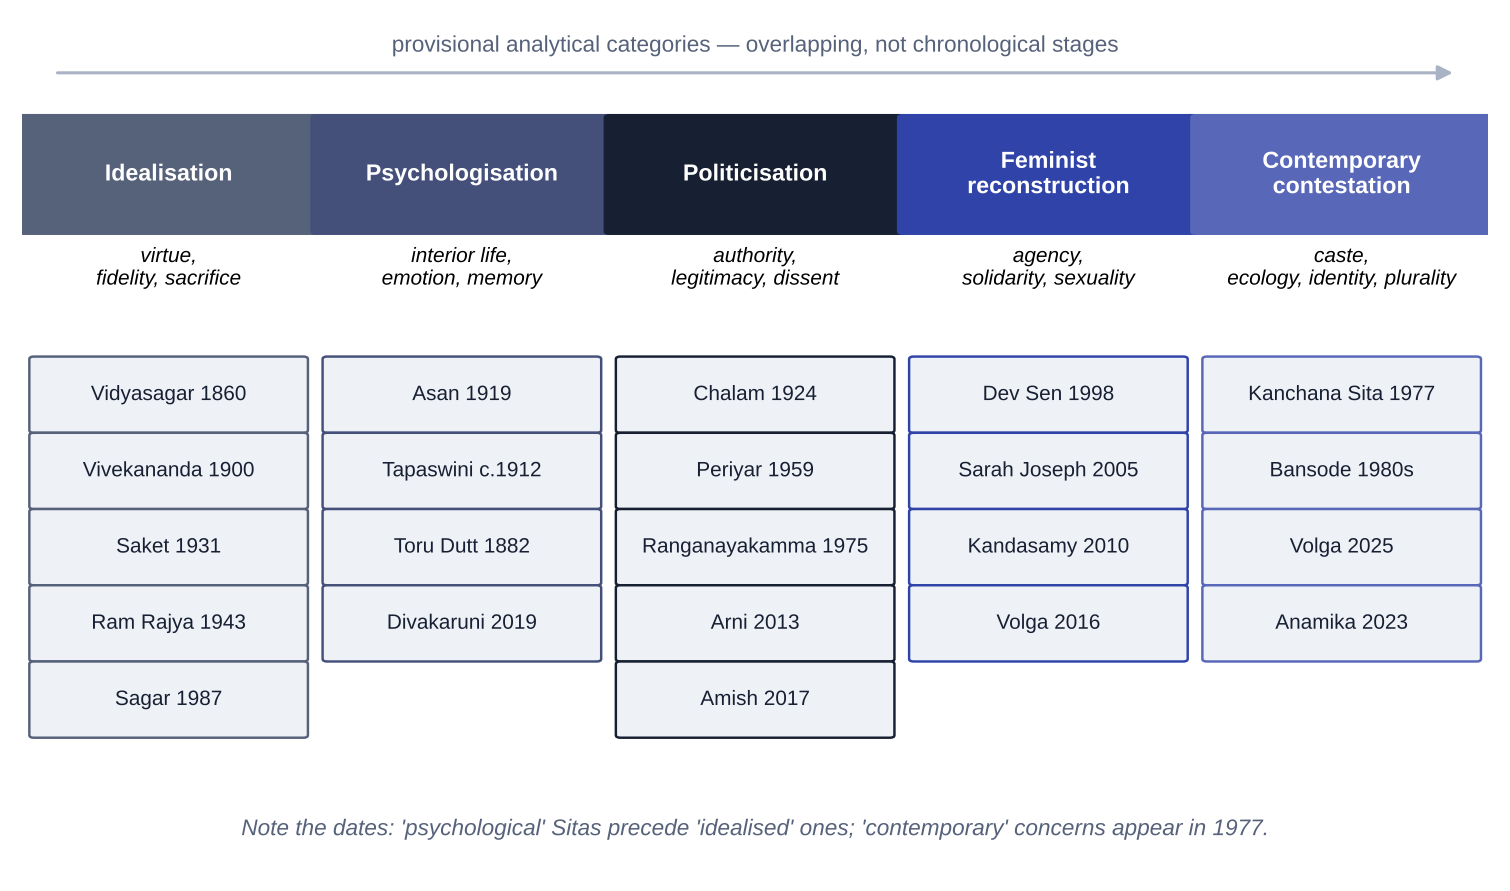 provisional analytical categories — overlapping, not chronological stages
Idealisation
Psychologisation
Politicisation
Feminist
reconstruction
Contemporary
contestation
virtue,
fidelity, sacrifice
interior life,
emotion, memory
authority,
legitimacy, dissent
agency,
solidarity, sexuality
caste,
ecology, identity, plurality
Vidyasagar 1860
Vivekananda 1900
Saket 1931
Ram Rajya 1943
Sagar 1987
Asan 1919
Tapaswini c.1912
Toru Dutt 1882
Divakaruni 2019
Chalam 1924
Periyar 1959
Ranganayakamma 1975
Arni 2013
Amish 2017
Dev Sen 1998
Sarah Joseph 2005
Kandasamy 2010
Volga 2016
Kanchana Sita 1977
Bansode 1980s
Volga 2025
Anamika 2023
Note the dates: 'psychological' Sitas precede 'idealised' ones; 'contemporary' concerns appear in 1977.